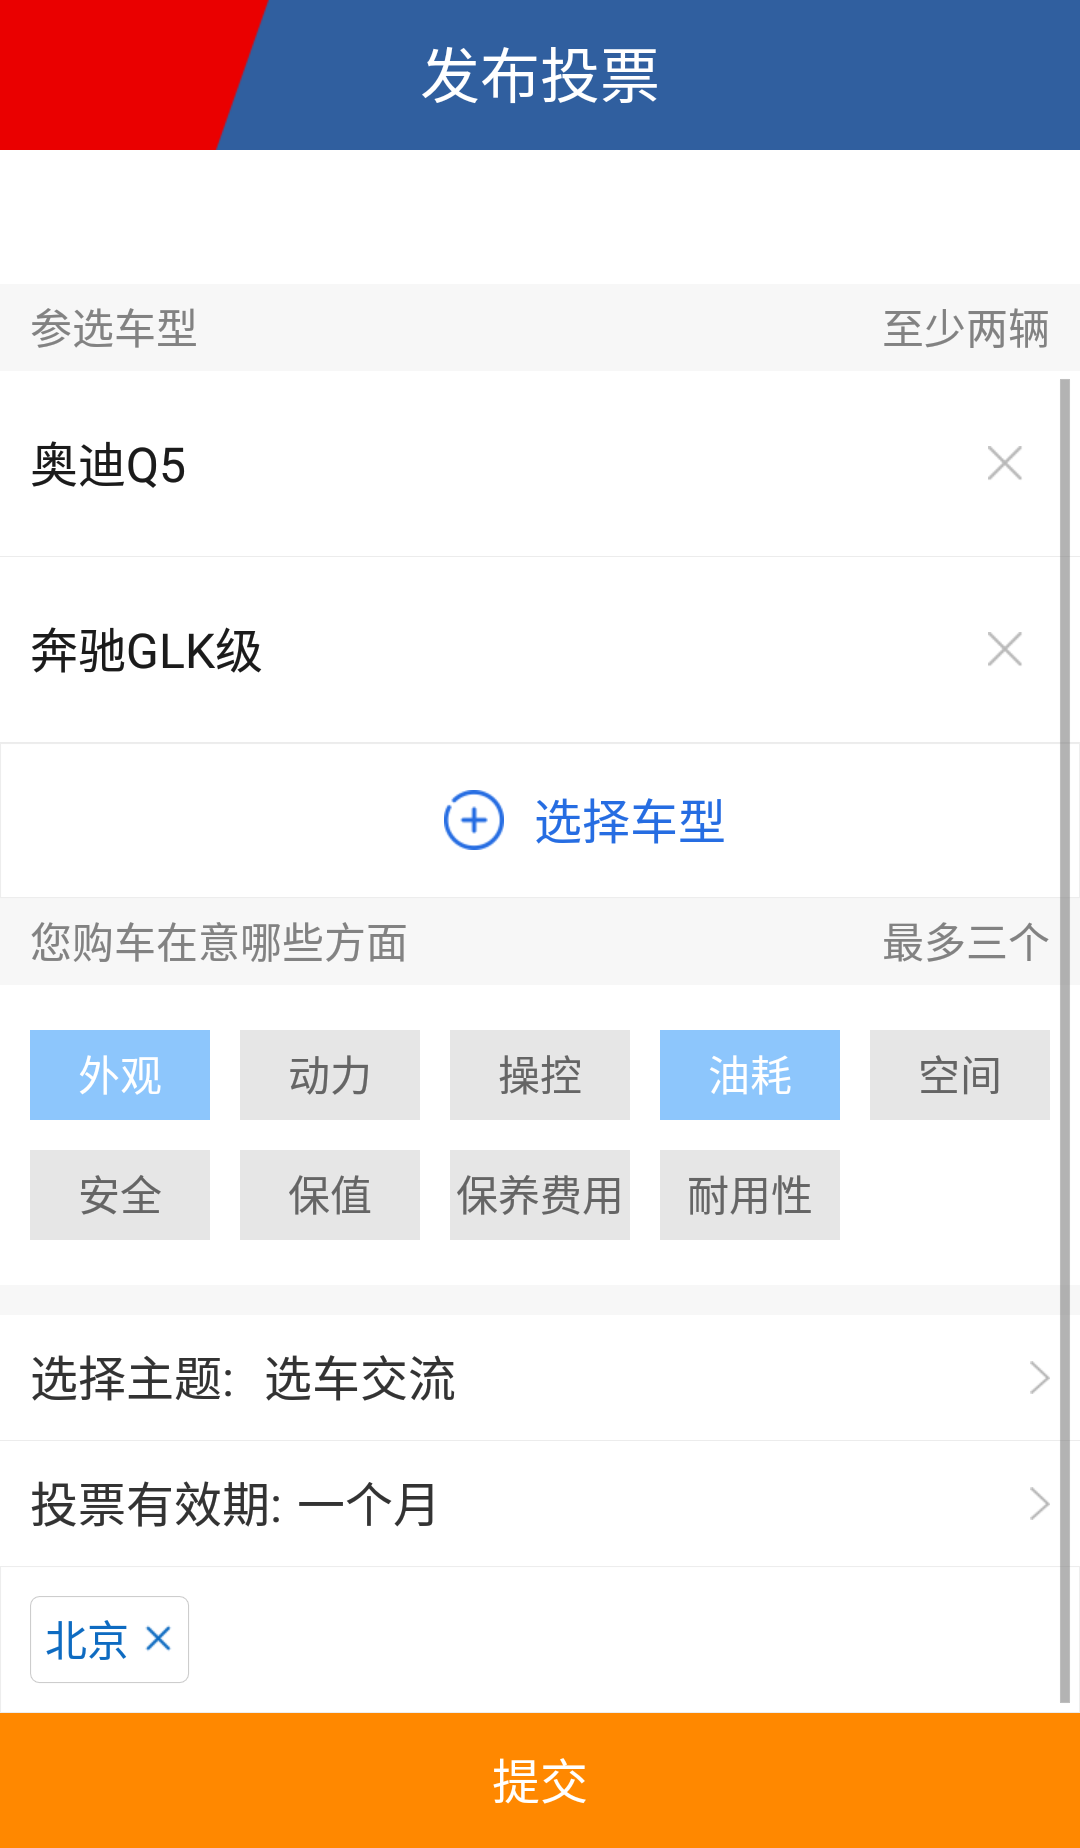 发布投票
参选车型 至少两辆
奥迪Q5
奔驰GLK级
选择车型
您购车在意哪些方面 最多三个
外观 动力 操控 油耗 空间
安全 保值 保养费用 耐用性
选择主题: 选车交流
投票有效期: 一个月
北京
提交